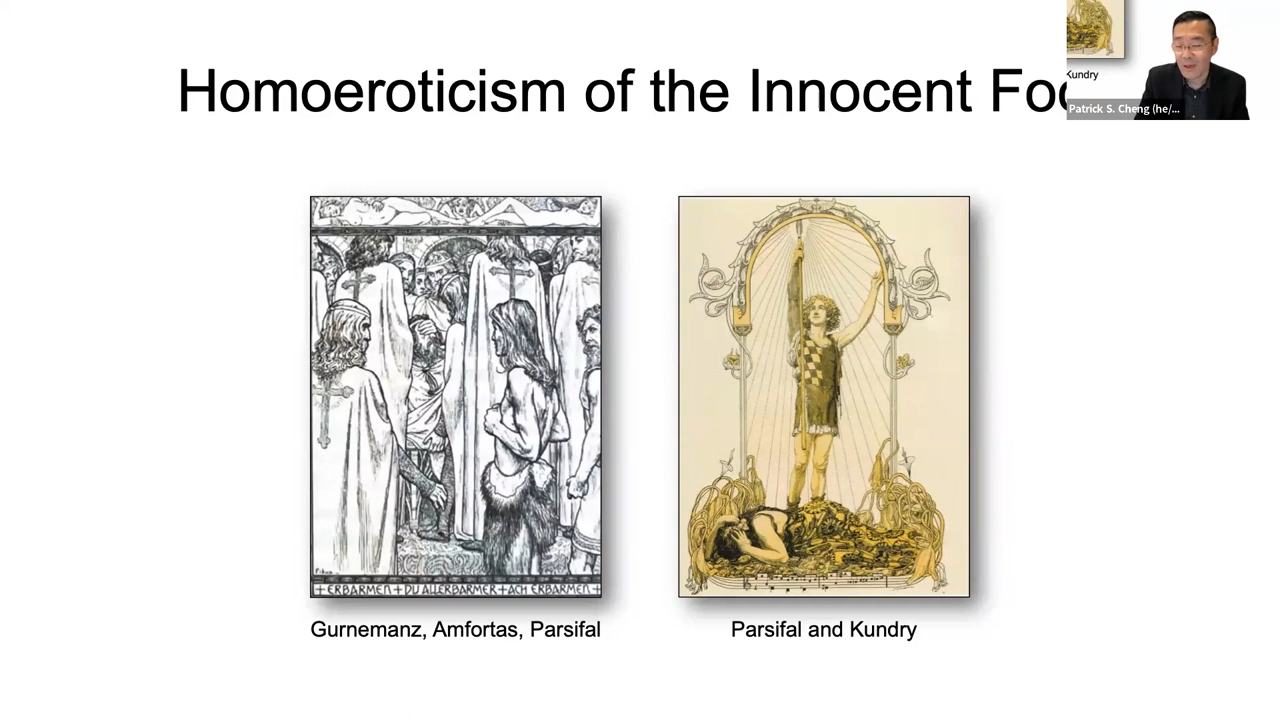 Homoeroticism of the Innocent Foo
Kundry
Patrick S. Cheng (he/...
+ ERBARMEN + DU ALLERBARMER + ACH ERBARMEN +
Gurnemanz, Amfortas, Parsifal
Parsifal and Kundry